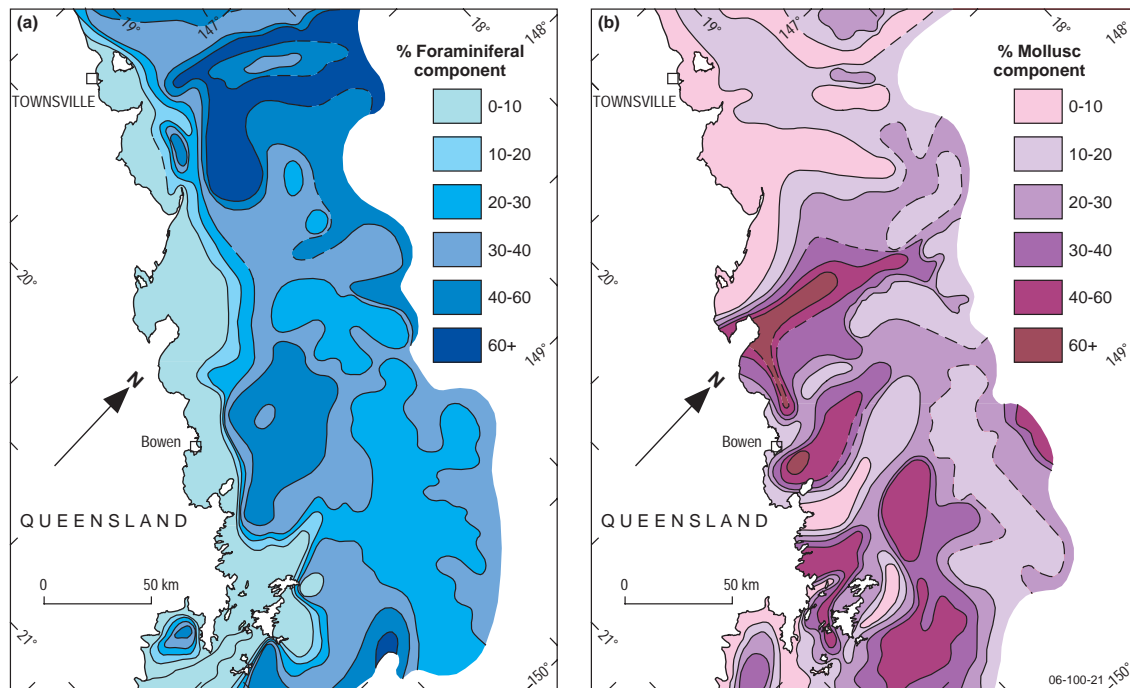 (a)
19°
147°
18°
148°
% Foraminiferal
component
0-10
10-20
20-30
30-40
40-60
60+
TOWNSVILLE
20°
149°
N
Bowen
QUEENSLAND
0
50 km
21°
150°
(b)
19°
147°
18°
148°
% Mollusc
component
0-10
10-20
20-30
30-40
40-60
60+
TOWNSVILLE
20°
149°
N
Bowen
QUEENSLAND
0
50 km
21°
06-100-21
150°